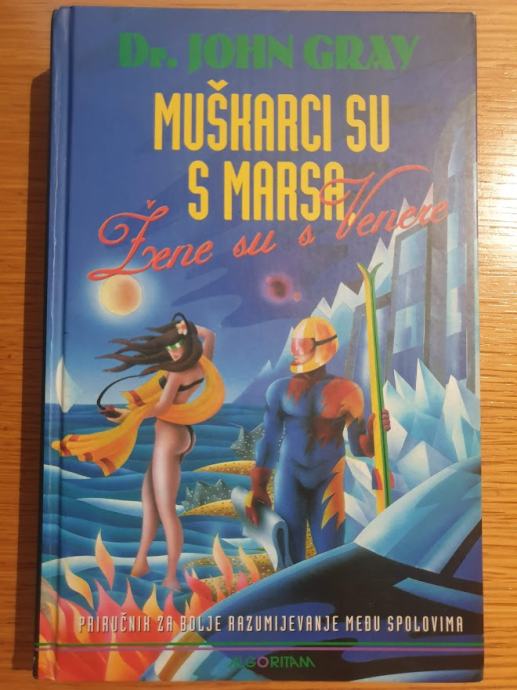 Dr. JOHN GRAY
MUŠKARCI SU
S MARSA,
Žene su s Venere
PRIRUČNIK ZA BOLJE RAZUMIJEVANJE MEĐU SPOLOVIMA
ALGORITAM